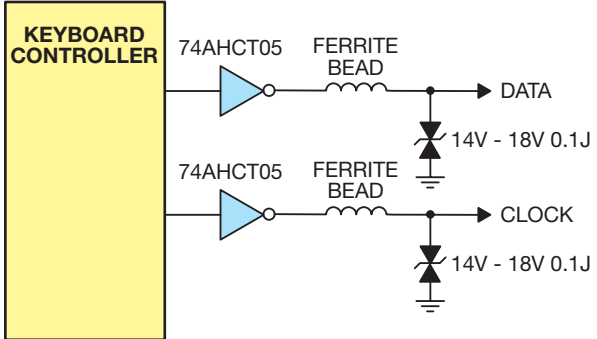 KEYBOARD
CONTROLLER
74AHCT05
FERRITE
BEAD
DATA
14V - 18V 0.1J
74AHCT05
FERRITE
BEAD
CLOCK
14V - 18V 0.1J